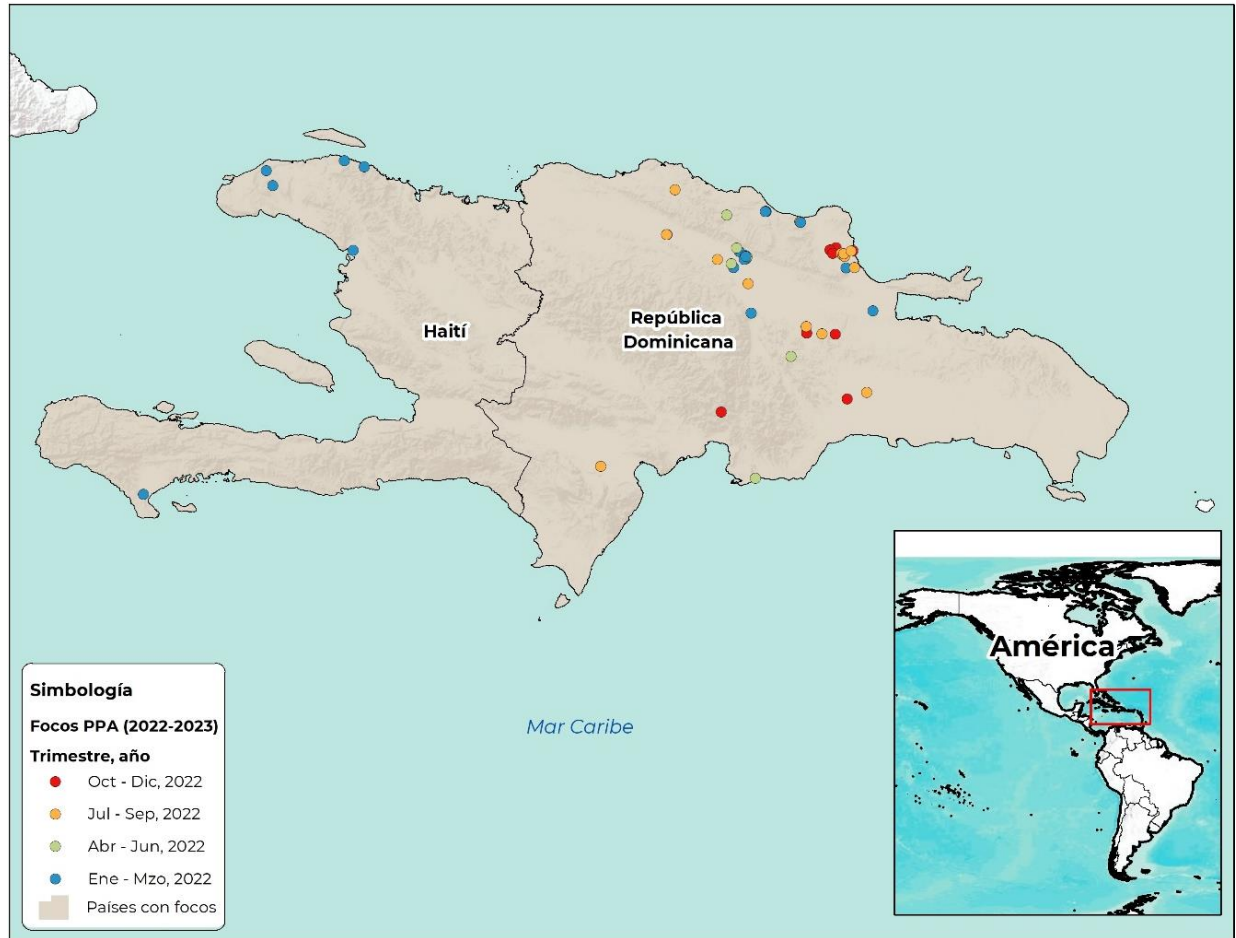 Haití
República
Dominicana
Mar Caribe
América
Simbología
Focos PPA (2022-2023)
Trimestre, año
Oct - Dic, 2022
Jul - Sep, 2022
Abr - Jun, 2022
Ene - Mzo, 2022
Países con focos